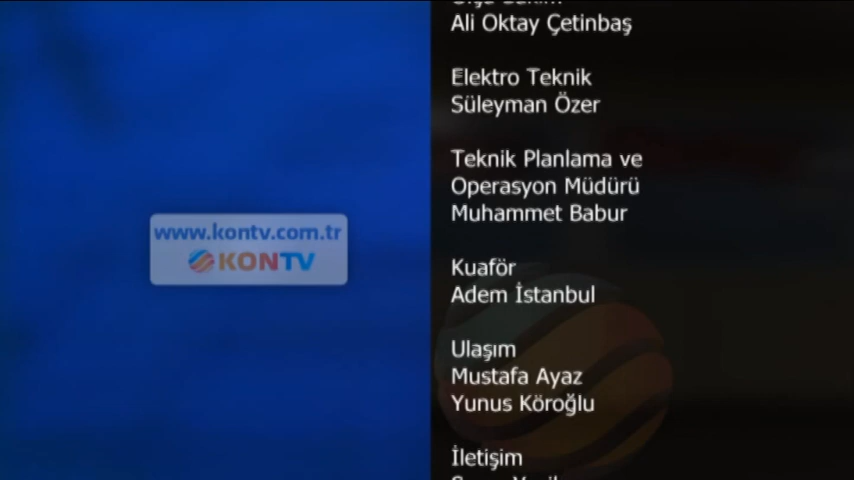 www.kontv.com.tr
KONTV
Ali Oktay Çetinbaş
Elektro Teknik
Süleyman Özer
Teknik Planlama ve
Operasyon Müdürü
Muhammet Babur
Kuaför
Adem İstanbul
Ulaşım
Mustafa Ayaz
Yunus Köroğlu
İletişim